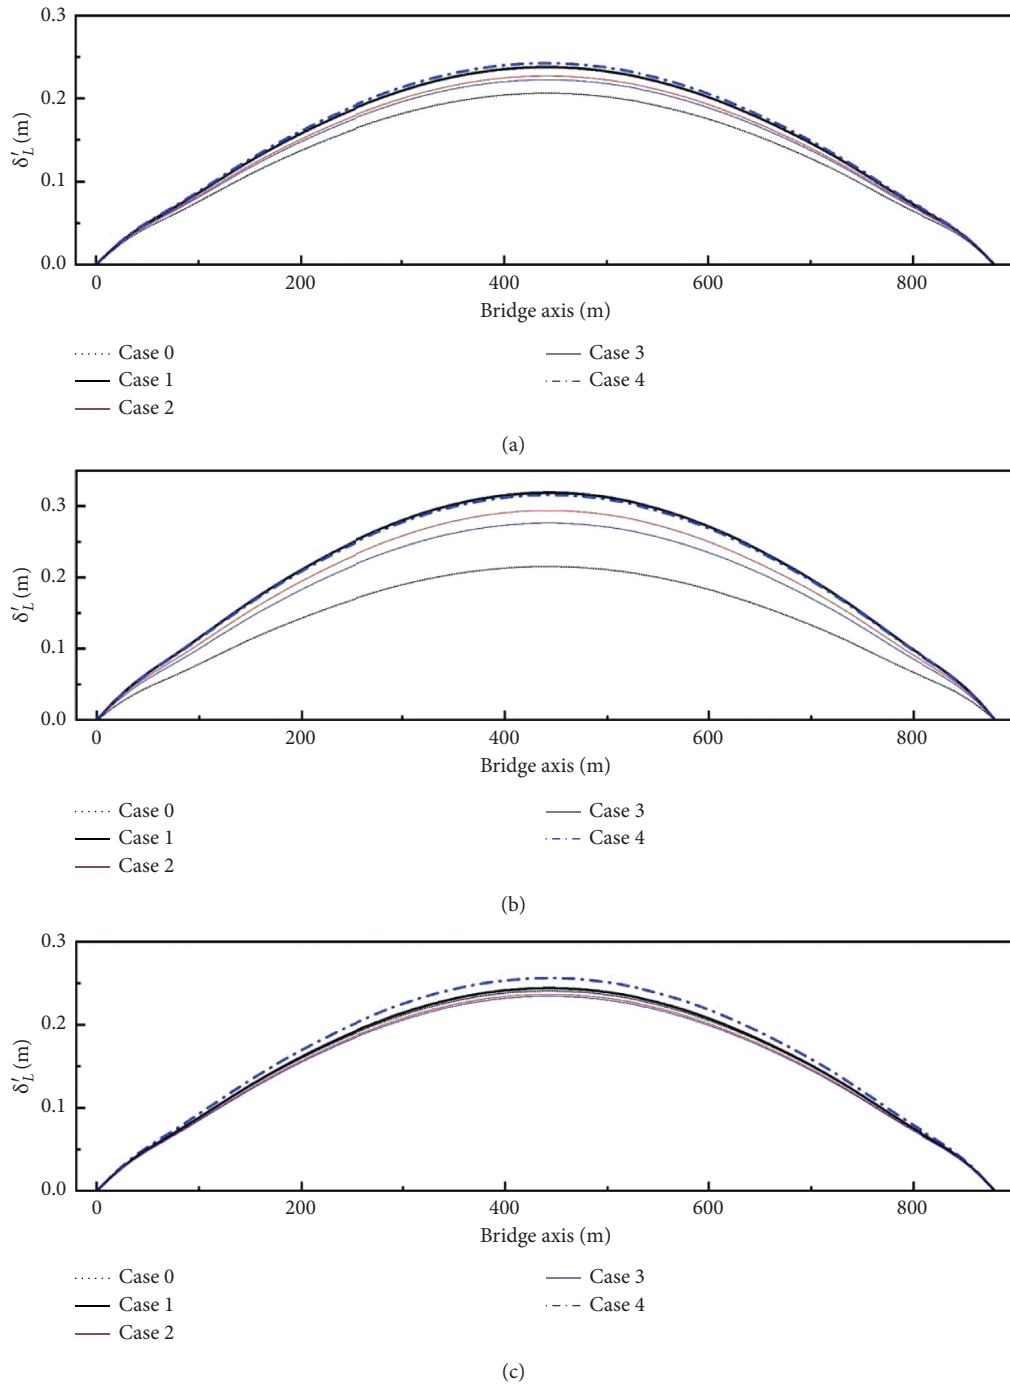 0.3
0.2
0.1
0.0
δ′L (m)
0 200 400 600 800
Bridge axis (m)
Case 0
Case 1
Case 2
Case 3
Case 4
(a)
0.3
0.2
0.1
0.0
δ′L (m)
0 200 400 600 800
Bridge axis (m)
Case 0
Case 1
Case 2
Case 3
Case 4
(b)
0.3
0.2
0.1
0.0
δ′L (m)
0 200 400 600 800
Bridge axis (m)
Case 0
Case 1
Case 2
Case 3
Case 4
(c)